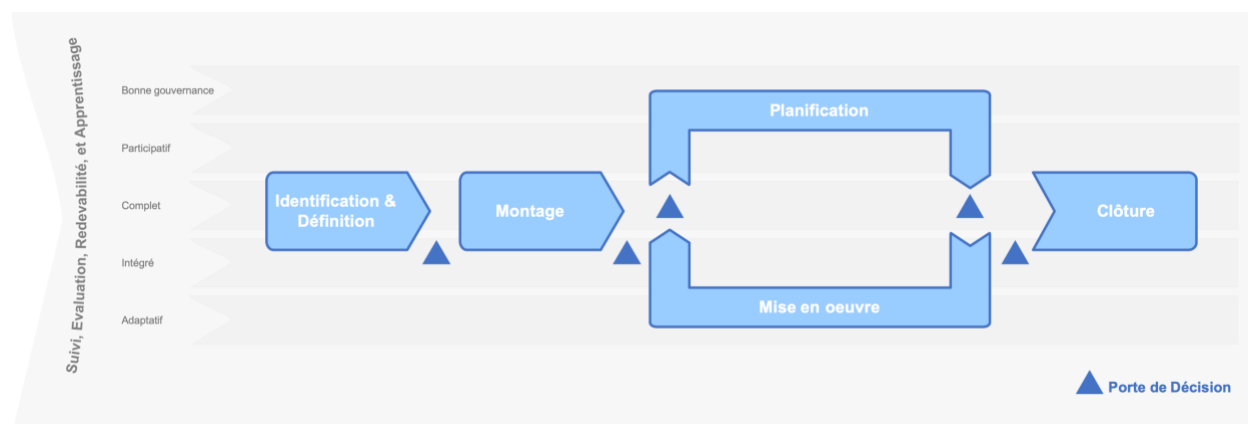 Suivi, Evaluation, Redevabilité, et Apprentissage
Bonne gouvernance
Participatif
Complet
Intégré
Adaptatif
Identification &
Définition
Montage
Planification
Mise en oeuvre
Clôture
Porte de Décision